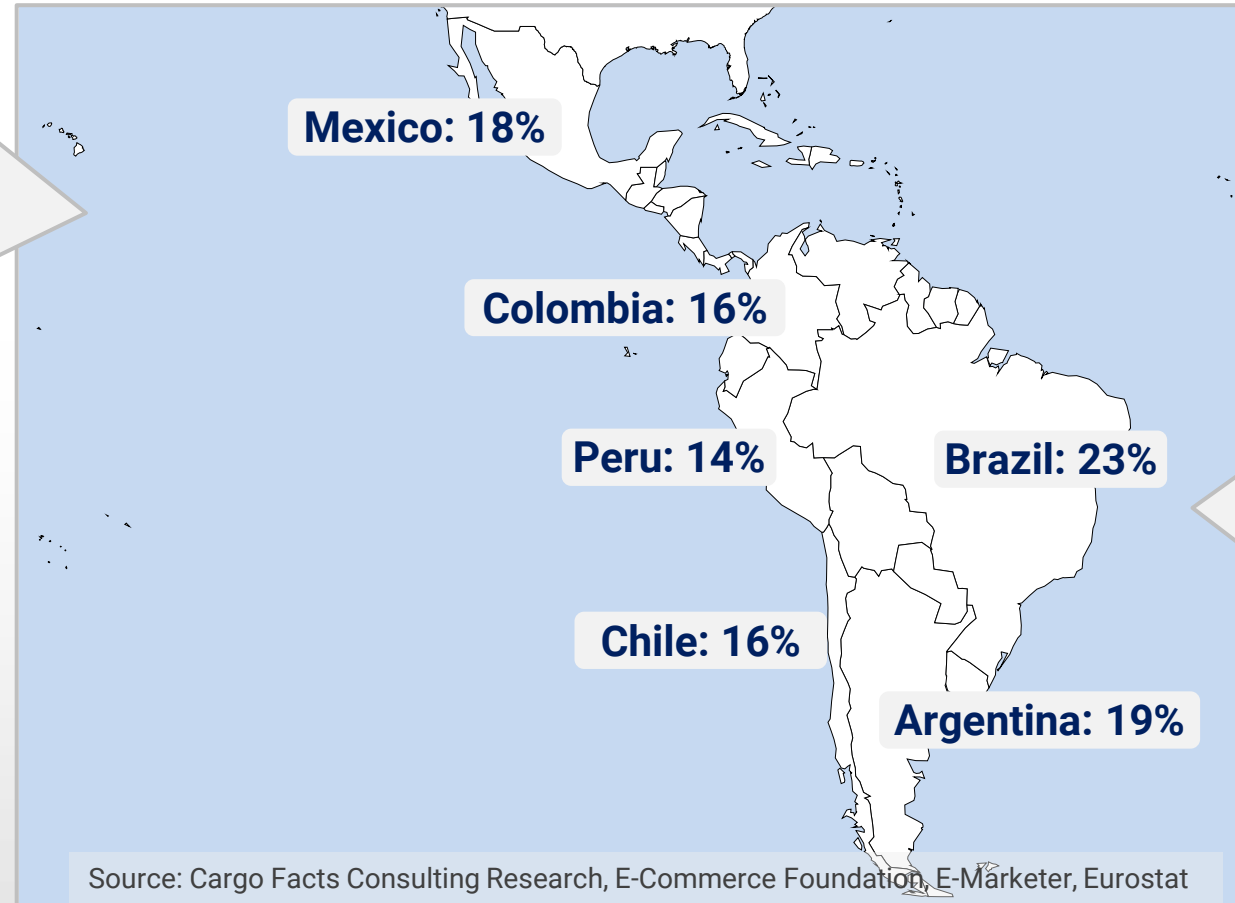 Mexico: 18%
Colombia: 16%
Peru: 14%
Brazil: 23%
Chile: 16%
Argentina: 19%
Source: Cargo Facts Consulting Research, E-Commerce Foundation, E-Marketer, Eurostat